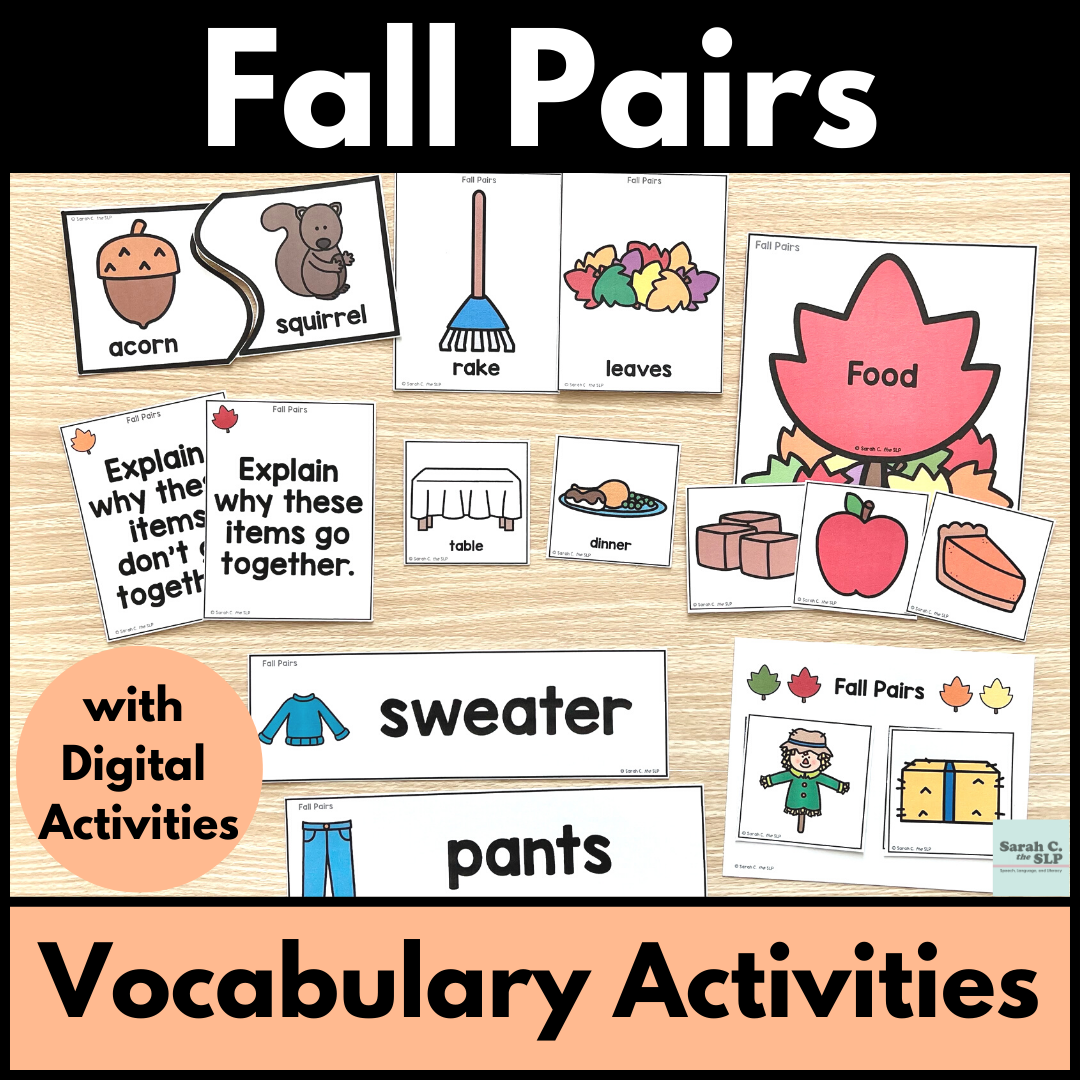 Fall Pairs
© Sarah C. the SLP
acorn
squirrel
Fall Pairs
rake
© Sarah C. the SLP
Fall Pairs
leaves
© Sarah C. the SLP
Fall Pairs
Food
© Sarah C. the SLP
Fall Pairs
Explain
why
items
don't
© Sarah C. the SLP
Fall Pairs
Explain
why these
items go
together.
© Sarah C. the SLP
table
© Sarah C. the SLP
dinner
© Sarah C. the SLP
© Sarah C. the SLP
© Sarah C. the SLP
© Sarah C. the SLP
with
Digital
Activities
Fall Pairs
sweater
© Sarah C. the SLP
Fall Pairs
pants
Fall Pairs
© Sarah C. the SLP
© Sarah C. the SLP
© Sarah C. the SLP
Sarah C.
the SLP
Speech, Language, and Literacy
Vocabulary Activities